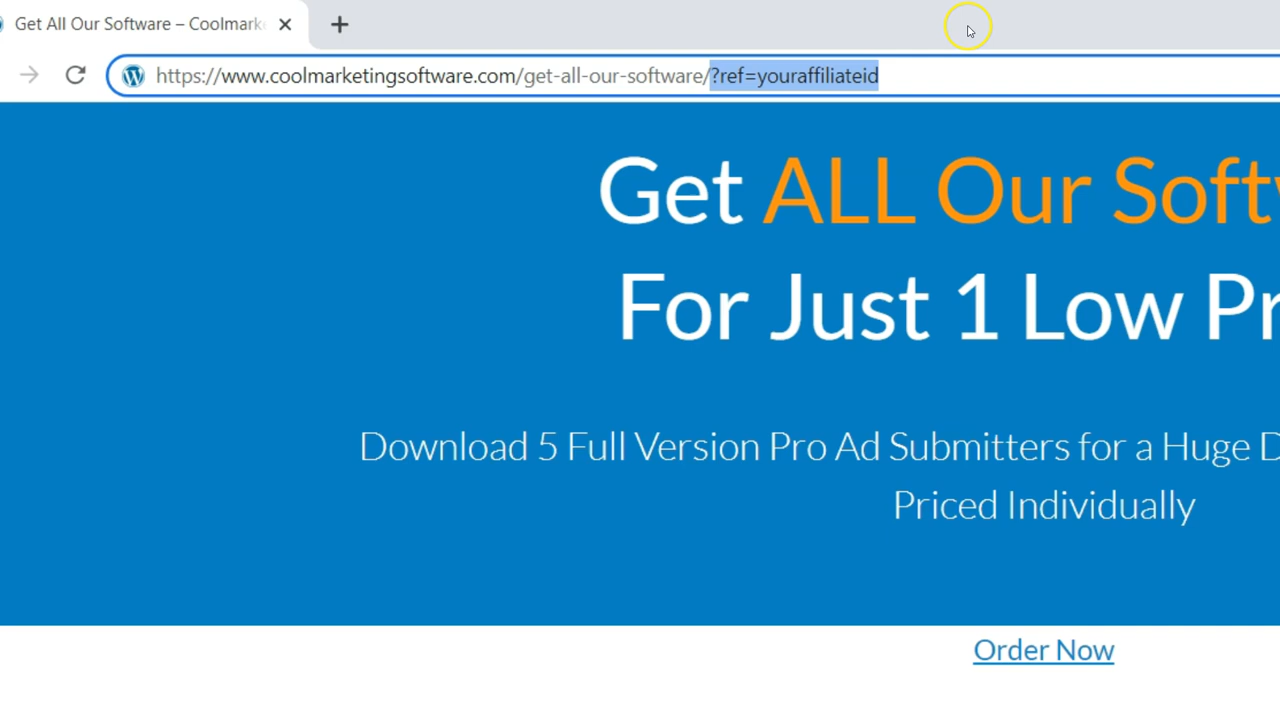 Get All Our Software – Coolmark
https://www.coolmarketingsoftware.com/get-all-our-software/?ref=youraffiliateid
Get ALL Our Soft
For Just 1 Low Pr
Download 5 Full Version Pro Ad Submitters for a Huge D
Priced Individually
Order Now